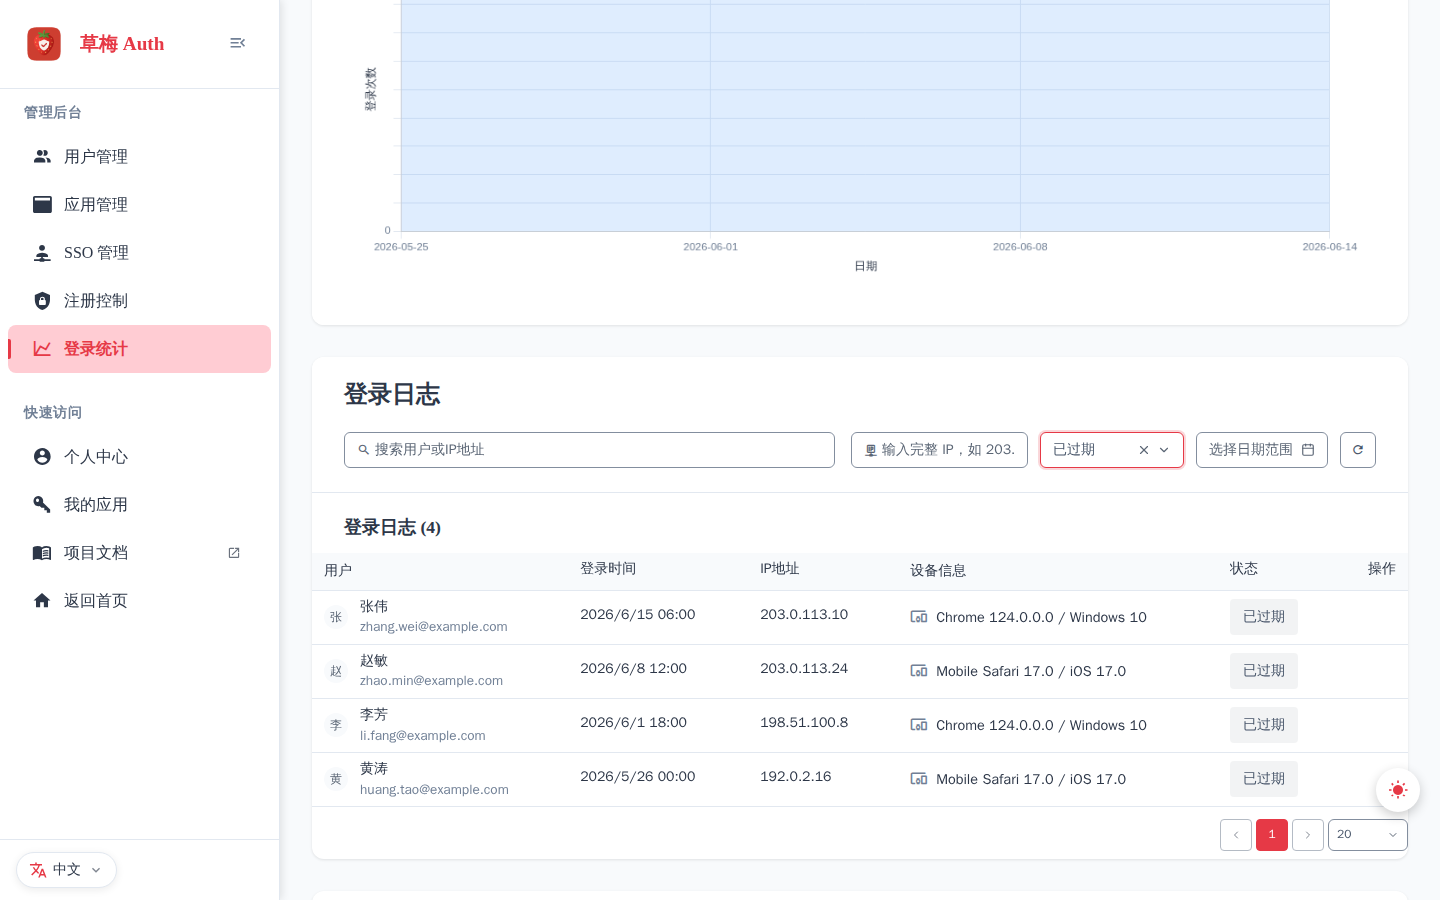 草梅 Auth
管理后台
用户管理
应用管理
SSO 管理
注册控制
登录统计
快速访问
个人中心
我的应用
项目文档
返回首页
中文
登录次数
0
2026-05-25
2026-06-01
2026-06-08
2026-06-14
日期
登录日志
搜索用户或IP地址
输入完整 IP，如 203.
已过期
选择日期范围
登录日志 (4)
用户 登录时间 IP地址 设备信息 状态 操作
张 张伟 2026/6/15 06:00 203.0.113.10 Chrome 124.0.0.0 / Windows 10 已过期
zhang.wei@example.com
赵 赵敏 2026/6/8 12:00 203.0.113.24 Mobile Safari 17.0 / iOS 17.0 已过期
zhao.min@example.com
李 李芳 2026/6/1 18:00 198.51.100.8 Chrome 124.0.0.0 / Windows 10 已过期
li.fang@example.com
黄 黄涛 2026/5/26 00:00 192.0.2.16 Mobile Safari 17.0 / iOS 17.0 已过期
huang.tao@example.com
1
20